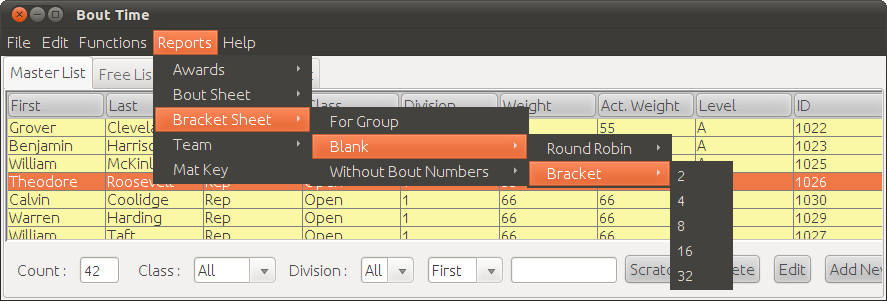 Bout Time
File Edit Functions Reports Help
Master List Free Lis
Awards
Bout Sheet
Bracket Sheet
Team
Mat Key
For Group
Blank
Without Bout Numbers
Round Robin
Bracket
2
4
8
16
32
First Last Class Division Weight Act. Weight Level ID
Grover Clevela 55 A 1022
Benjamin Harriso 1023
William McKinl A 1025
Theodore Roosevelt Rep Open 1 1026
Calvin Coolidge Rep Open 1 66 66 A 1030
Warren Harding Rep Open 1 66 66 A 1029
William Taft Rep Open 1 66 66 A 1027
Count : 42 Class : All Division : All First Scratch Delete Edit Add New